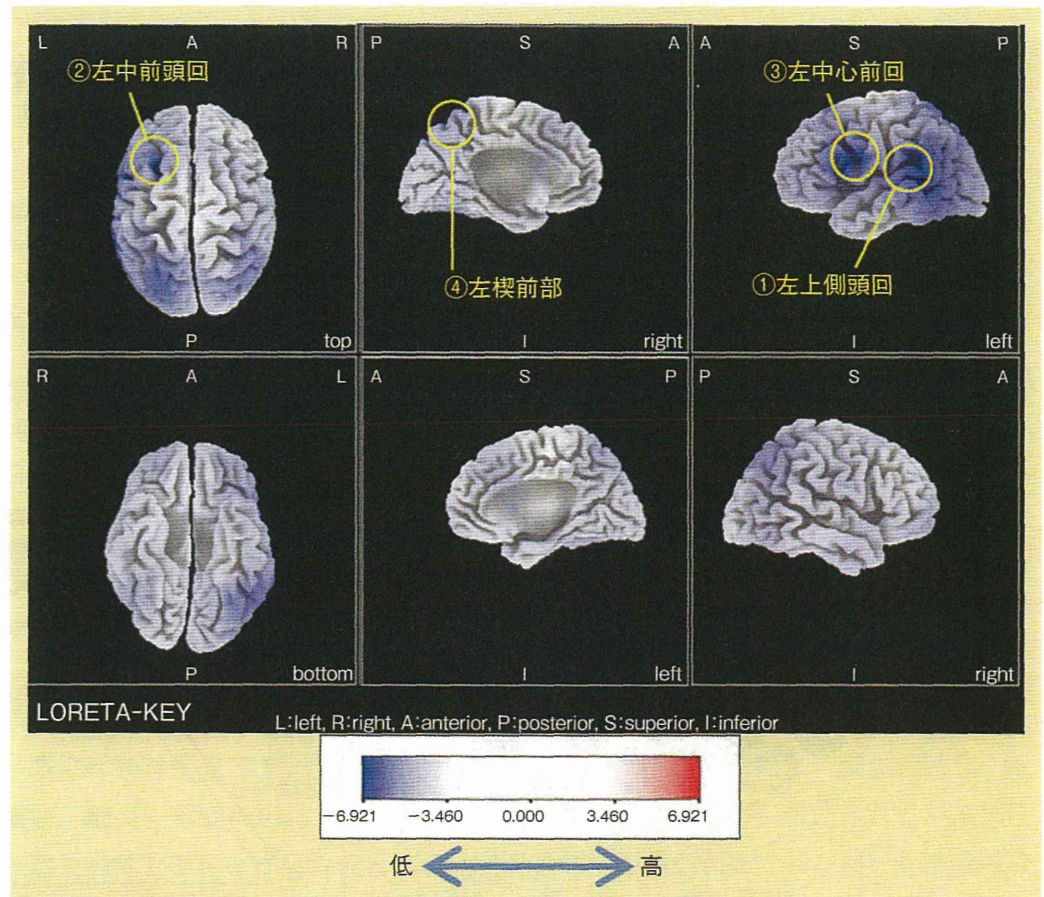 L A R
②左中前頭回
P top
P S A
④左楔前部
I right
A S P
③左中心前回
①左上側頭回
I left
R A L
P bottom
A S P
I left
P S A
I right
LORETA-KEY
L:left, R:right, A:anterior, P:posterior, S:superior, I:inferior
−6.921 −3.460 0.000 3.460 6.921
低 高